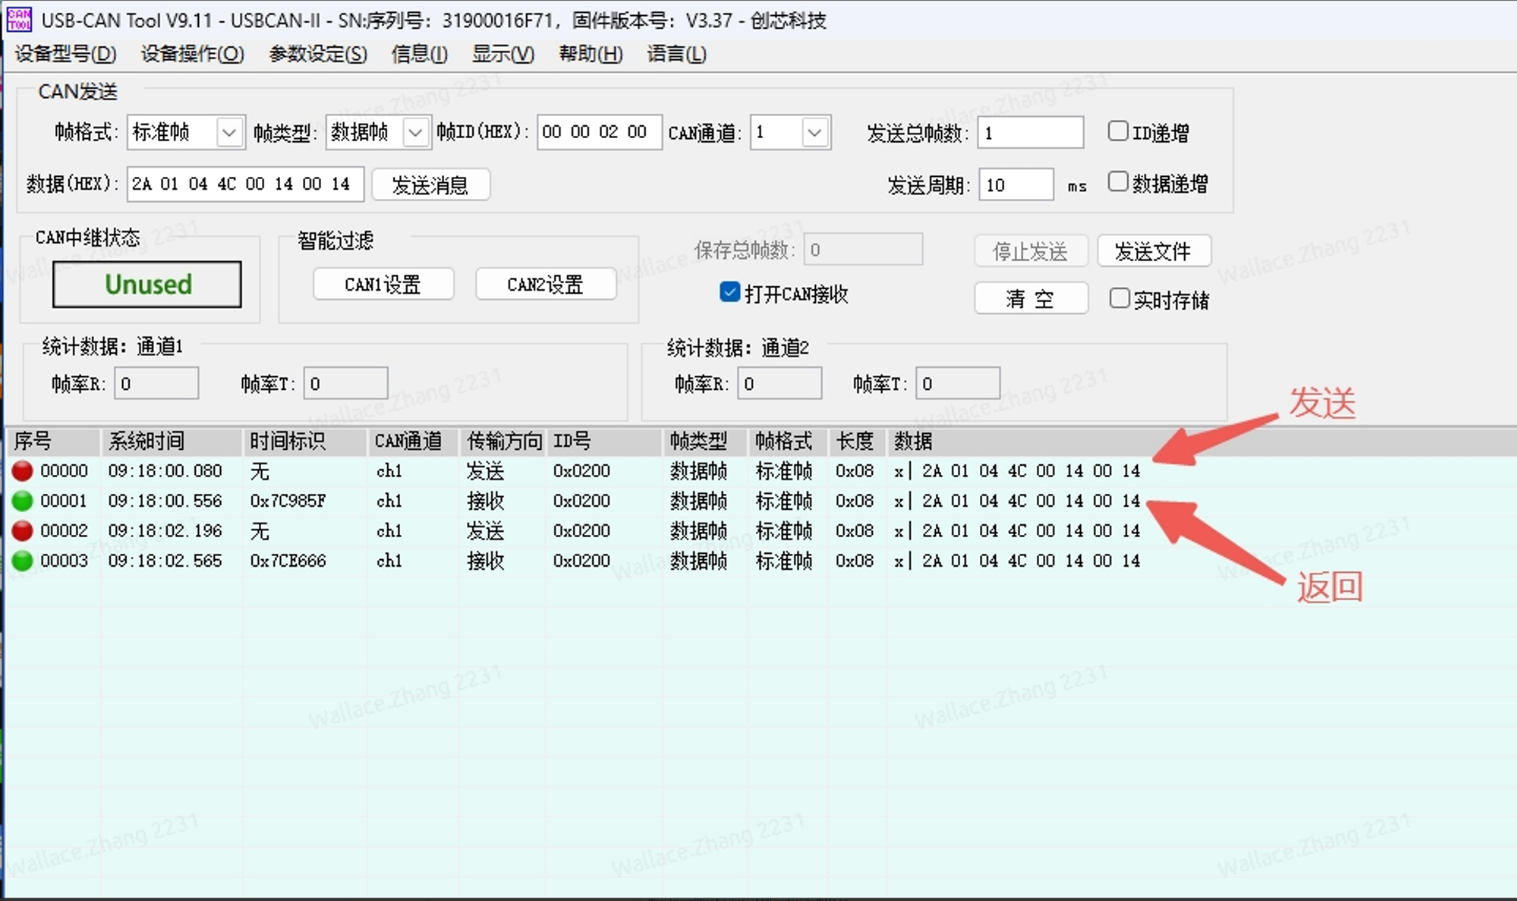 CAN TOOL USB-CAN Tool V9.11 - USBCAN-II - SN:序列号：31900016F71，固件版本号：V3.37 - 创芯科技
设备型号(D) 设备操作(O) 参数设定(S) 信息(I) 显示(V) 帮助(H) 语言(L)
CAN发送
帧格式: 标准帧 帧类型: 数据帧 帧ID(HEX): 00 00 02 00 CAN通道: 1 发送总帧数: 1 ID递增
数据(HEX): 2A 01 04 4C 00 14 00 14 发送消息 发送周期: 10 ms 数据递增
CAN中继状态 智能过滤
保存总帧数: 0 停止发送 发送文件
Unused CAN1设置 CAN2设置 打开CAN接收 清 空 实时存储
统计数据：通道1 统计数据：通道2
帧率R: 0 帧率T: 0 帧率R: 0 帧率T: 0
发送
序号 系统时间 时间标识 CAN通道 传输方向 ID号 帧类型 帧格式 长度 数据
00000 09:18:00.080 无 ch1 发送 0x0200 数据帧 标准帧 0x08 x| 2A 01 04 4C 00 14 00 14
00001 09:18:00.556 0x7C985F ch1 接收 0x0200 数据帧 标准帧 0x08 x| 2A 01 04 4C 00 14 00 14
00002 09:18:02.196 无 ch1 发送 0x0200 数据帧 标准帧 0x08 x| 2A 01 04 4C 00 14 00 14
00003 09:18:02.565 0x7CE666 ch1 接收 0x0200 数据帧 标准帧 0x08 x| 2A 01 04 4C 00 14 00 14
返回
Wallace.Zhang 2231